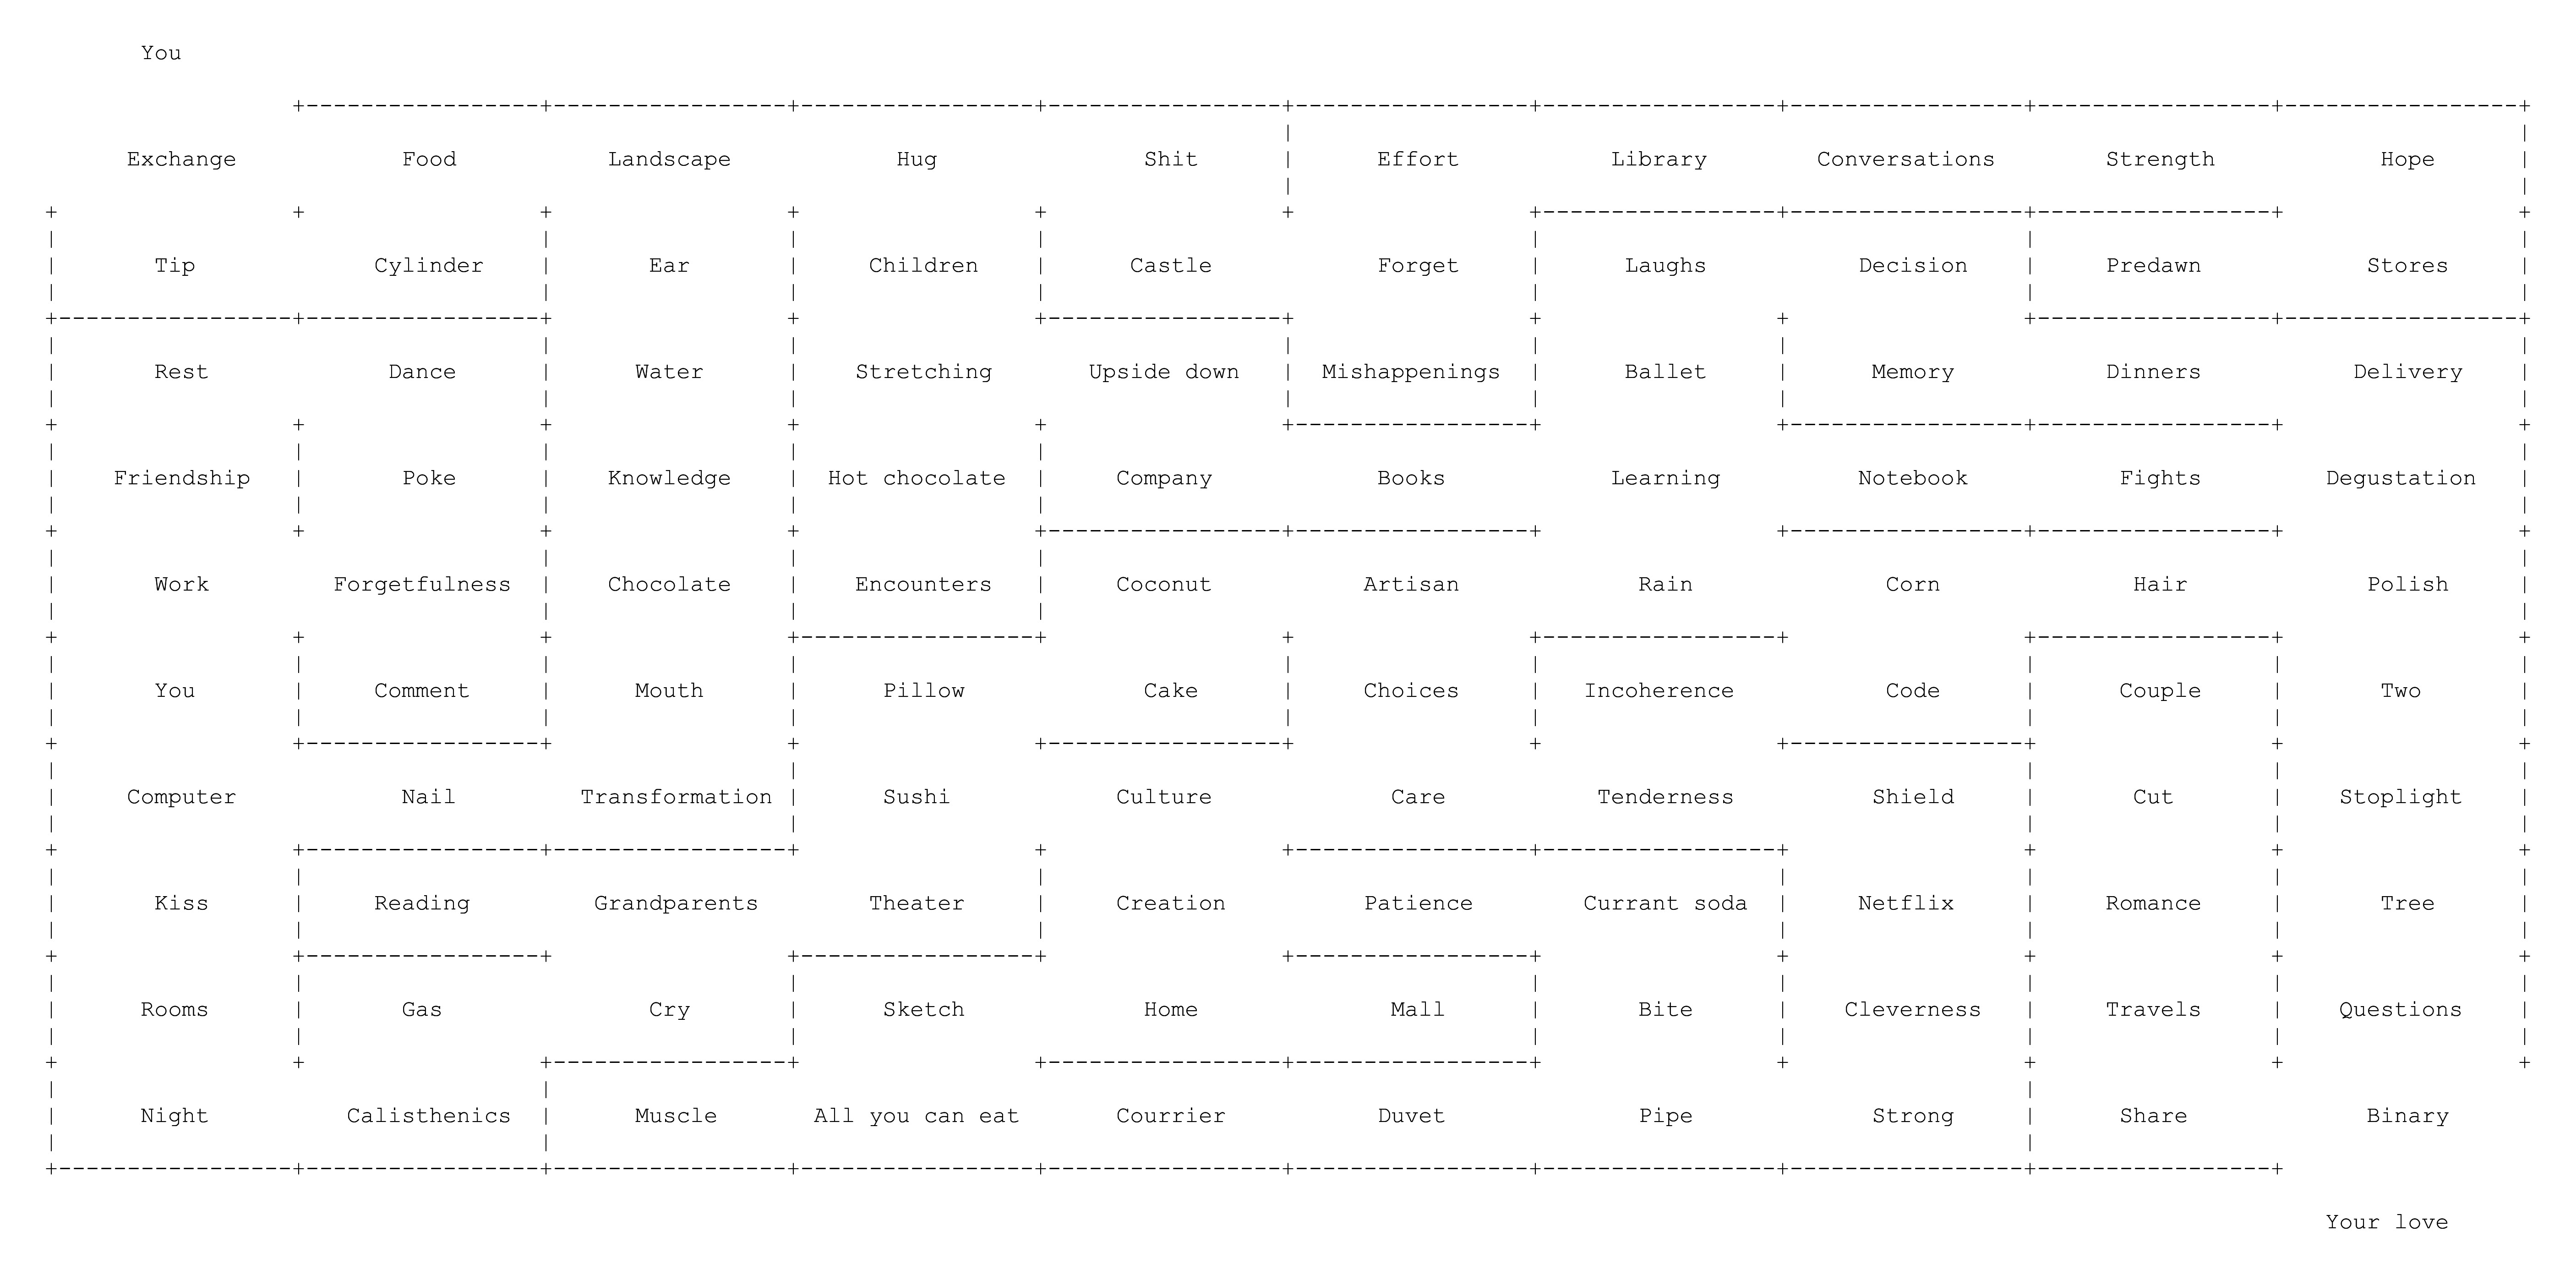 You
Exchange Food Landscape Hug Shit Effort Library Conversations Strength Hope
Tip Cylinder Ear Children Castle Forget Laughs Decision Predawn Stores
Rest Dance Water Stretching Upside down Mishappenings Ballet Memory Dinners Delivery
Friendship Poke Knowledge Hot chocolate Company Books Learning Notebook Fights Degustation
Work Forgetfulness Chocolate Encounters Coconut Artisan Rain Corn Hair Polish
You Comment Mouth Pillow Cake Choices Incoherence Code Couple Two
Computer Nail Transformation Sushi Culture Care Tenderness Shield Cut Stoplight
Kiss Reading Grandparents Theater Creation Patience Currant soda Netflix Romance Tree
Rooms Gas Cry Sketch Home Mall Bite Cleverness Travels Questions
Night Calisthenics Muscle All you can eat Courrier Duvet Pipe Strong Share Binary
Your love